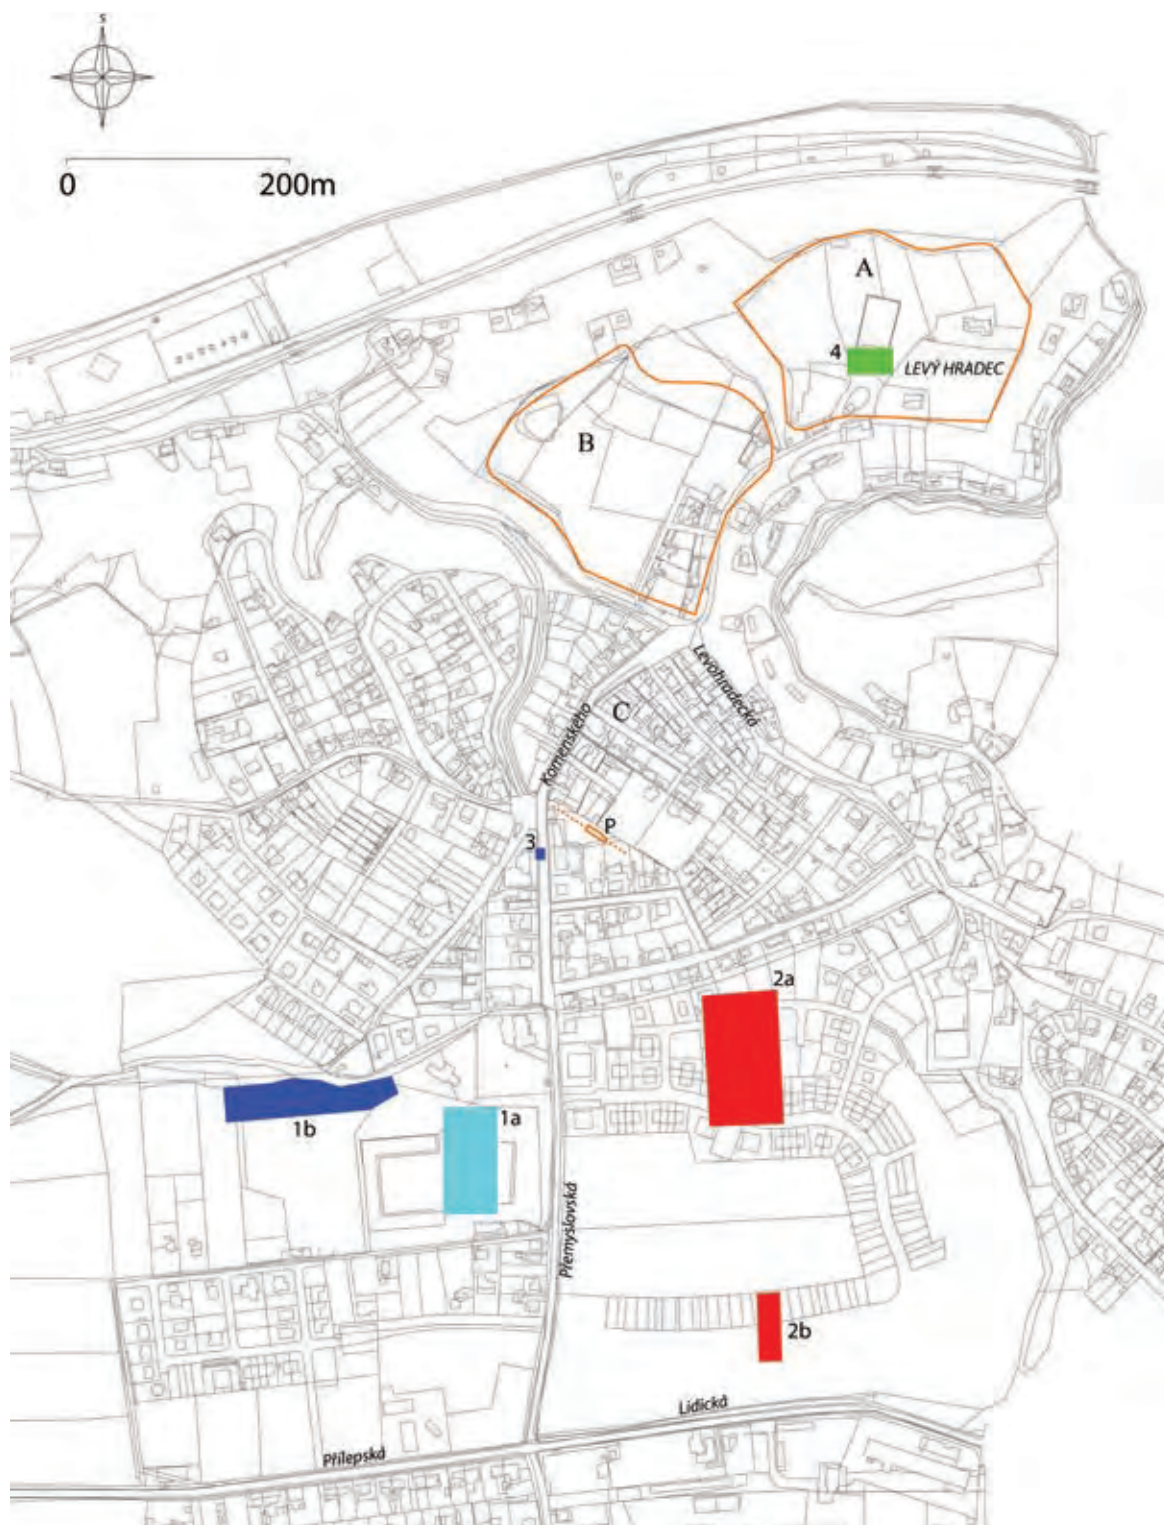 S
0 200m
A
4
LEVÝ HRADEC
B
Levohradecká
C
Komenského
P
3
2a
1a
1b
Přemyslovská
2b
Lidická
Přílepská